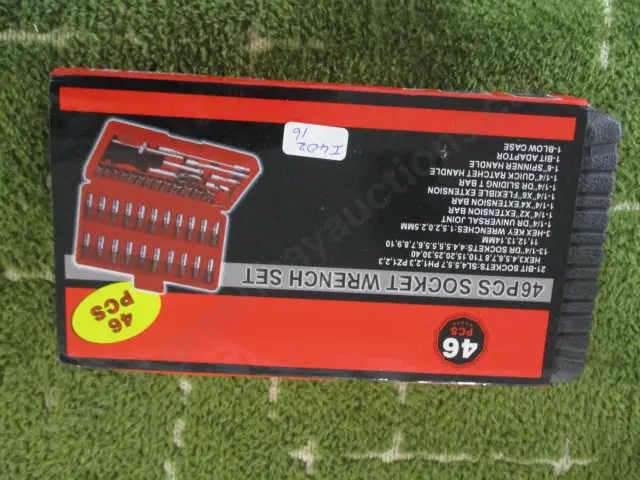 46PCS SOCKET WRENCH SET
21-BIT SOCKETS:SL4,5.5,7 PH1,2,3 PZ1,2,3
HEX3,4,5,6,7,8 T10,15,20,25,30,40
13-1/4"DR SOCKETS:4,4.5,5,5.5,6,7,8,9,10
11,12,13,14MM
3-HEX KEY WRENCHES:1.5,2.0,2.5MM
1-1/4"DR UNIVERSAL JOINT
1-1/4"X2"EXTENSION BAR
1-1/4"X4"EXTENSION BAR
1-1/4"X6"FLEXIBLE EXTENSION
1-1/4"DR SLIDING T BAR
1-1/4"QUICK RATCHET HANDLE
1-6"SPINNER HANDLE
1-BIT ADAPTOR
1-BLOW CASE
46
PCS
46
PCS
I402
16